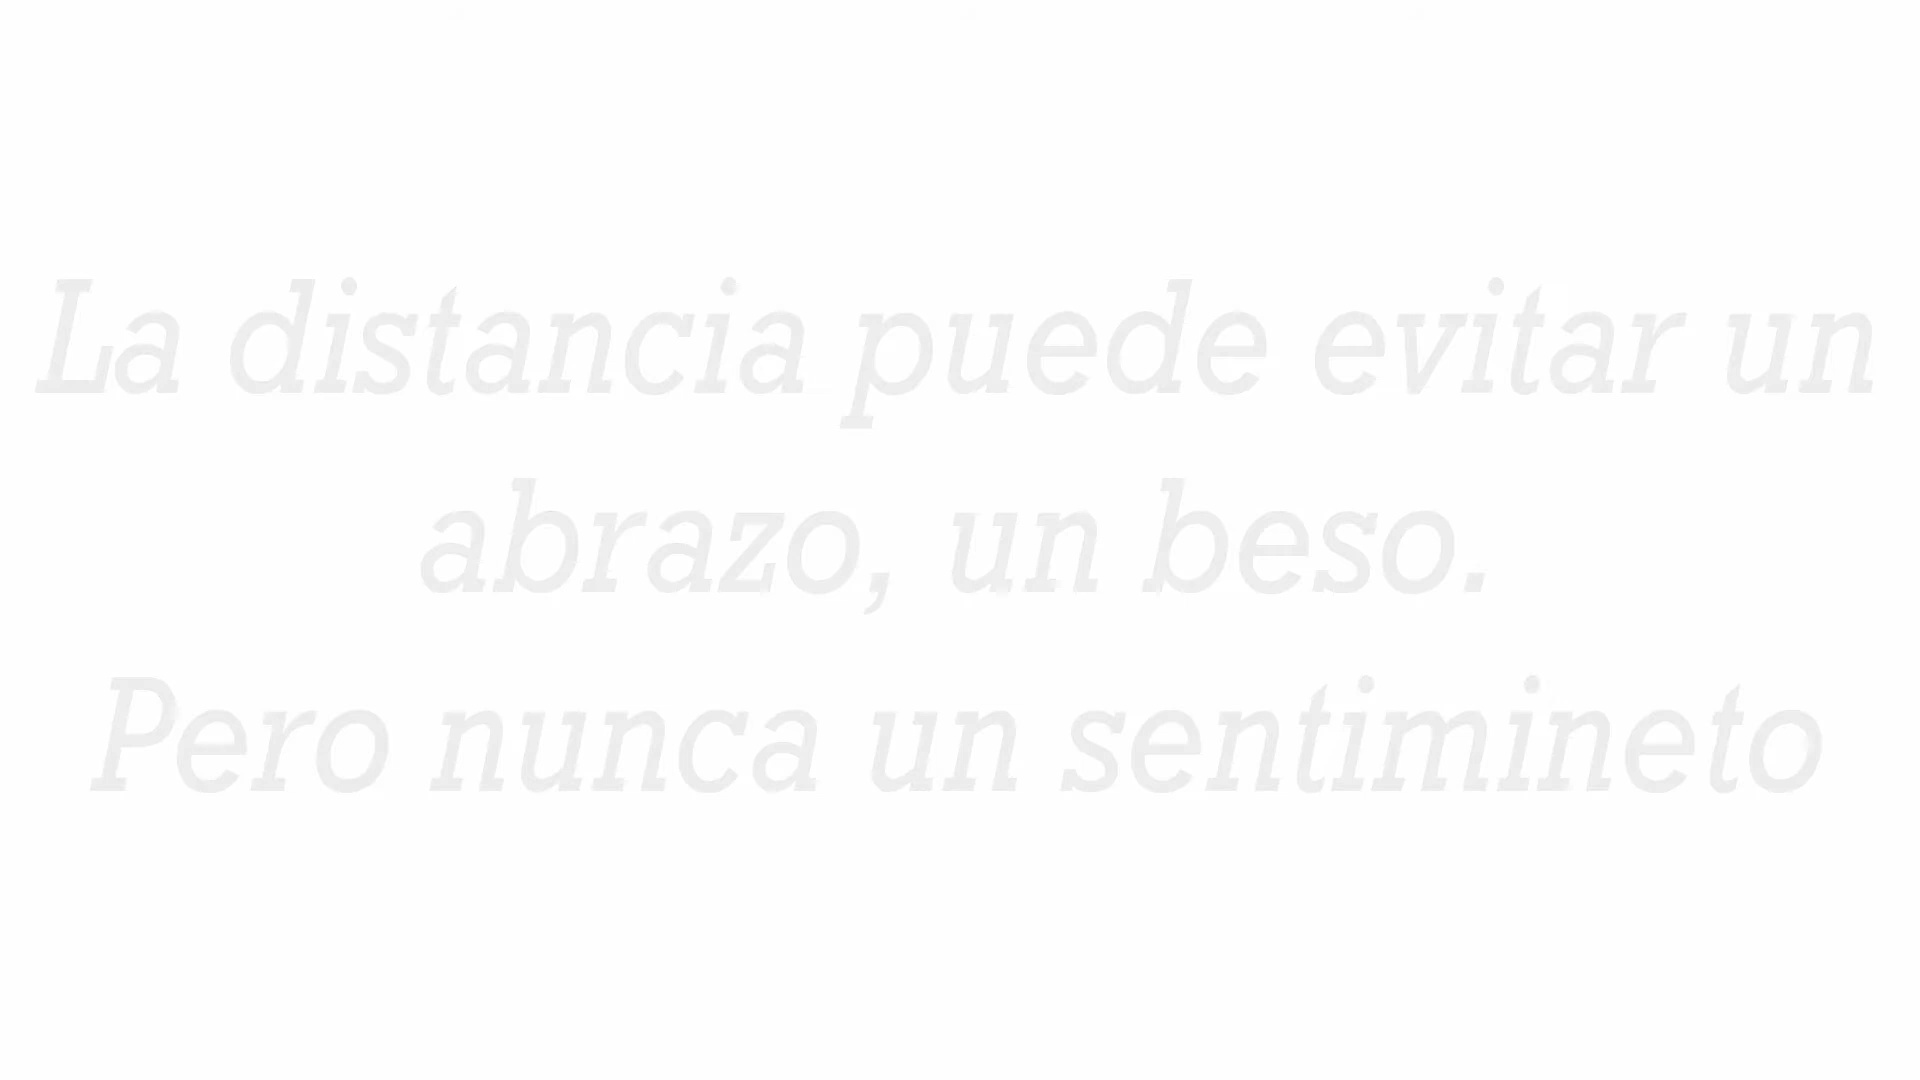 La distancia puede evitar un
abrazo, un beso.
Pero nunca un sentimineto